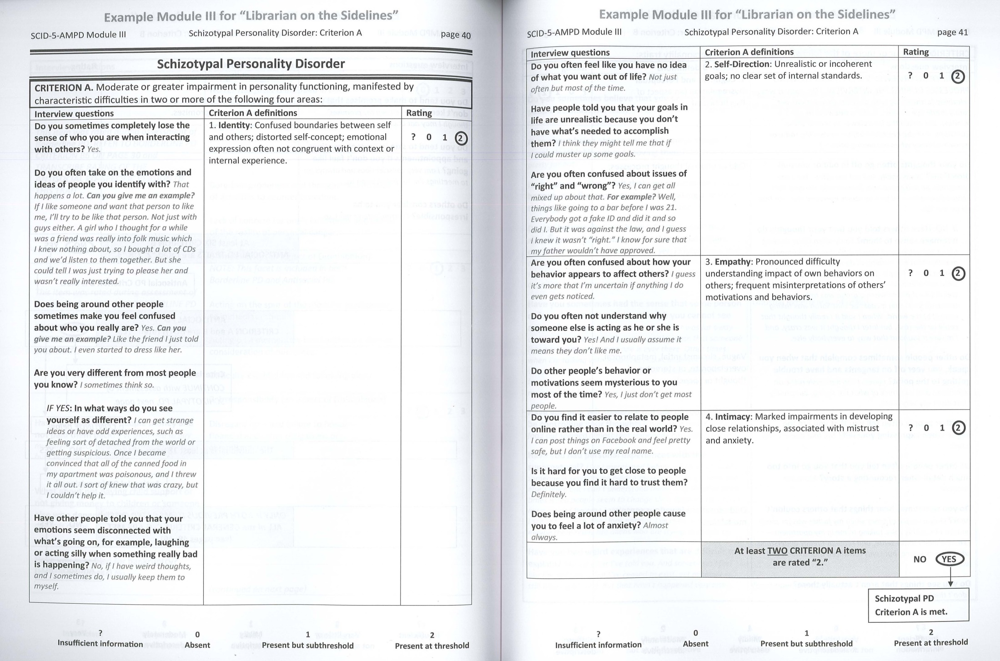 Example Module III for “Librarian on the Sidelines”
SCID-5-AMPD Module III Schizotypal Personality Disorder: Criterion A page 40
Schizotypal Personality Disorder
CRITERION A. Moderate or greater impairment in personality functioning, manifested by
characteristic difficulties in two or more of the following four areas:
Interview questions Criterion A definitions Rating
Do you sometimes completely lose the
sense of who you are when interacting
with others? Yes.
Do you often take on the emotions and
ideas of people you identify with? That
happens a lot. Can you give me an example?
If I like someone and want that person to like
me, I’ll try to be like that person. Not just with
guys either. A girl who I thought for a while
was a friend was really into folk music which
I knew nothing about, so I bought a lot of CDs
and we’d listen to them together. But she
could tell I was just trying to please her and
wasn’t really interested.
Does being around other people
sometimes make you feel confused
about who you really are? Yes. Can you
give me an example? Like the friend I just told
you about. I even started to dress like her.
Are you very different from most people
you know? I sometimes think so.
IF YES: In what ways do you see
yourself as different? I can get strange
ideas or have odd experiences, such as
feeling sort of detached from the world or
getting suspicious. Once I became
convinced that all of the canned food in
my apartment was poisonous, and I threw
it all out. I sort of knew that was crazy, but
I couldn’t help it.
Have other people told you that your
emotions seem disconnected with
what’s going on, for example, laughing
or acting silly when something really bad
is happening? No, if I have weird thoughts,
and I sometimes do, I usually keep them to
myself.
1. Identity: Confused boundaries between self
and others; distorted self-concept; emotional
expression often not congruent with context or
internal experience.
? 0 1 2
? 0 1 2
Insufficient information Absent Present but subthreshold Present at threshold
Example Module III for “Librarian on the Sidelines”
SCID-5-AMPD Module III Schizotypal Personality Disorder: Criterion A page 41
Interview questions Criterion A definitions Rating
Do you often feel like you have no idea
of what you want out of life? Not just
often but most of the time.
Have people told you that your goals in
life are unrealistic because you don’t
have what’s needed to accomplish
them? I think they might tell me that if
I could muster up some goals.
Are you often confused about issues of
“right” and “wrong”? Yes, I can get all
mixed up about that. For example? Well,
things like going to a bar before I was 21.
Everybody got a fake ID and did it and so
did I. But it was against the law, and I guess
I knew it wasn’t “right.” I know for sure that
my father wouldn’t have approved.
2. Self-Direction: Unrealistic or incoherent
goals; no clear set of internal standards.
? 0 1 2
Are you often confused about how your
behavior appears to affect others? I guess
it’s more that I’m uncertain if anything I do
even gets noticed.
Do you often not understand why
someone else is acting as he or she is
toward you? Yes! And I usually assume it
means they don’t like me.
Do other people’s behavior or
motivations seem mysterious to you
most of the time? Yes, I just don’t get most
people.
3. Empathy: Pronounced difficulty
understanding impact of own behaviors on
others; frequent misinterpretations of others’
motivations and behaviors.
? 0 1 2
Do you find it easier to relate to people
online rather than in the real world? Yes.
I can post things on Facebook and feel pretty
safe, but I don’t use my real name.
Is it hard for you to get close to people
because you find it hard to trust them?
Definitely.
Does being around other people cause
you to feel a lot of anxiety? Almost
always.
4. Intimacy: Marked impairments in developing
close relationships, associated with mistrust
and anxiety.
? 0 1 2
At least TWO CRITERION A items
are rated “2.”
NO YES
Schizotypal PD
Criterion A is met.
? 0 1 2
Insufficient information Absent Present but subthreshold Present at threshold